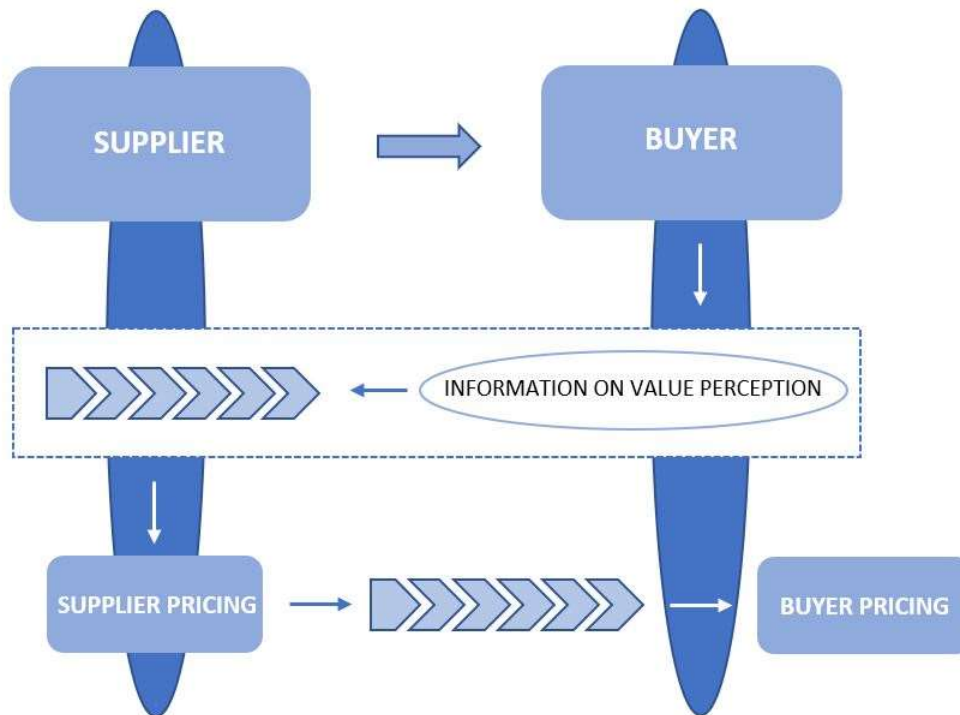 SUPPLIER
BUYER
INFORMATION ON VALUE PERCEPTION
SUPPLIER PRICING
BUYER PRICING